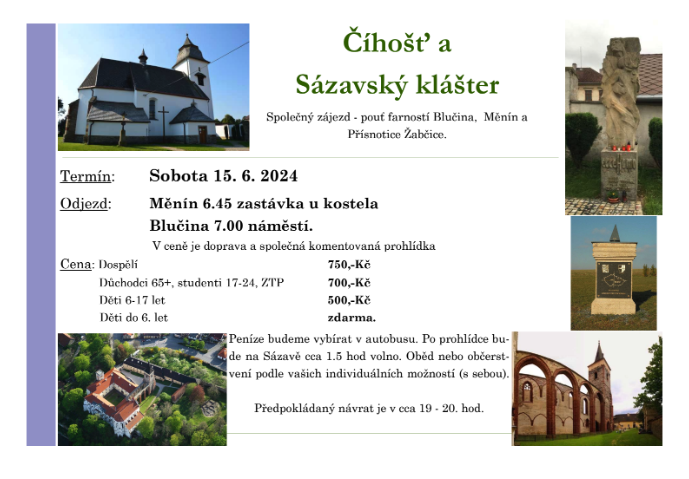 Číhošť a
Sázavský klášter
Společný zájezd - pouť farností Blučina, Měnín a
Přísnotice Žabčice.
Termín: Sobota 15. 6. 2024
Odjezd: Měnín 6.45 zastávka u kostela
Blučina 7.00 náměstí.
V ceně je doprava a společná komentovaná prohlídka
Cena: Dospělí 750,-Kč
Důchodci 65+, studenti 17-24, ZTP 700,-Kč
Děti 6-17 let 500,-Kč
Děti do 6. let zdarma.
Peníze budeme vybírat v autobusu. Po prohlídce bu-
de na Sázavě cca 1.5 hod volno. Oběd nebo občerst-
vení podle vašich individuálních možností (s sebou).
Předpokládaný návrat je v cca 19 - 20. hod.